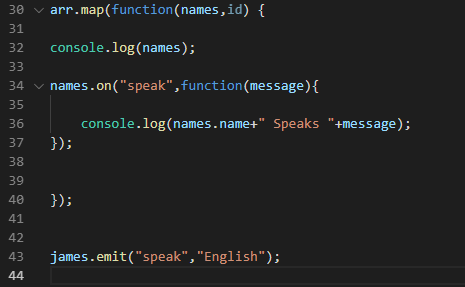 30 arr.map(function(names,id) {
31
32 console.log(names);
33
34 names.on("speak",function(message){
35
36     console.log(names.name+" Speaks "+message);
37 });
38
39
40 });
41
42
43 james.emit("speak","English");
44